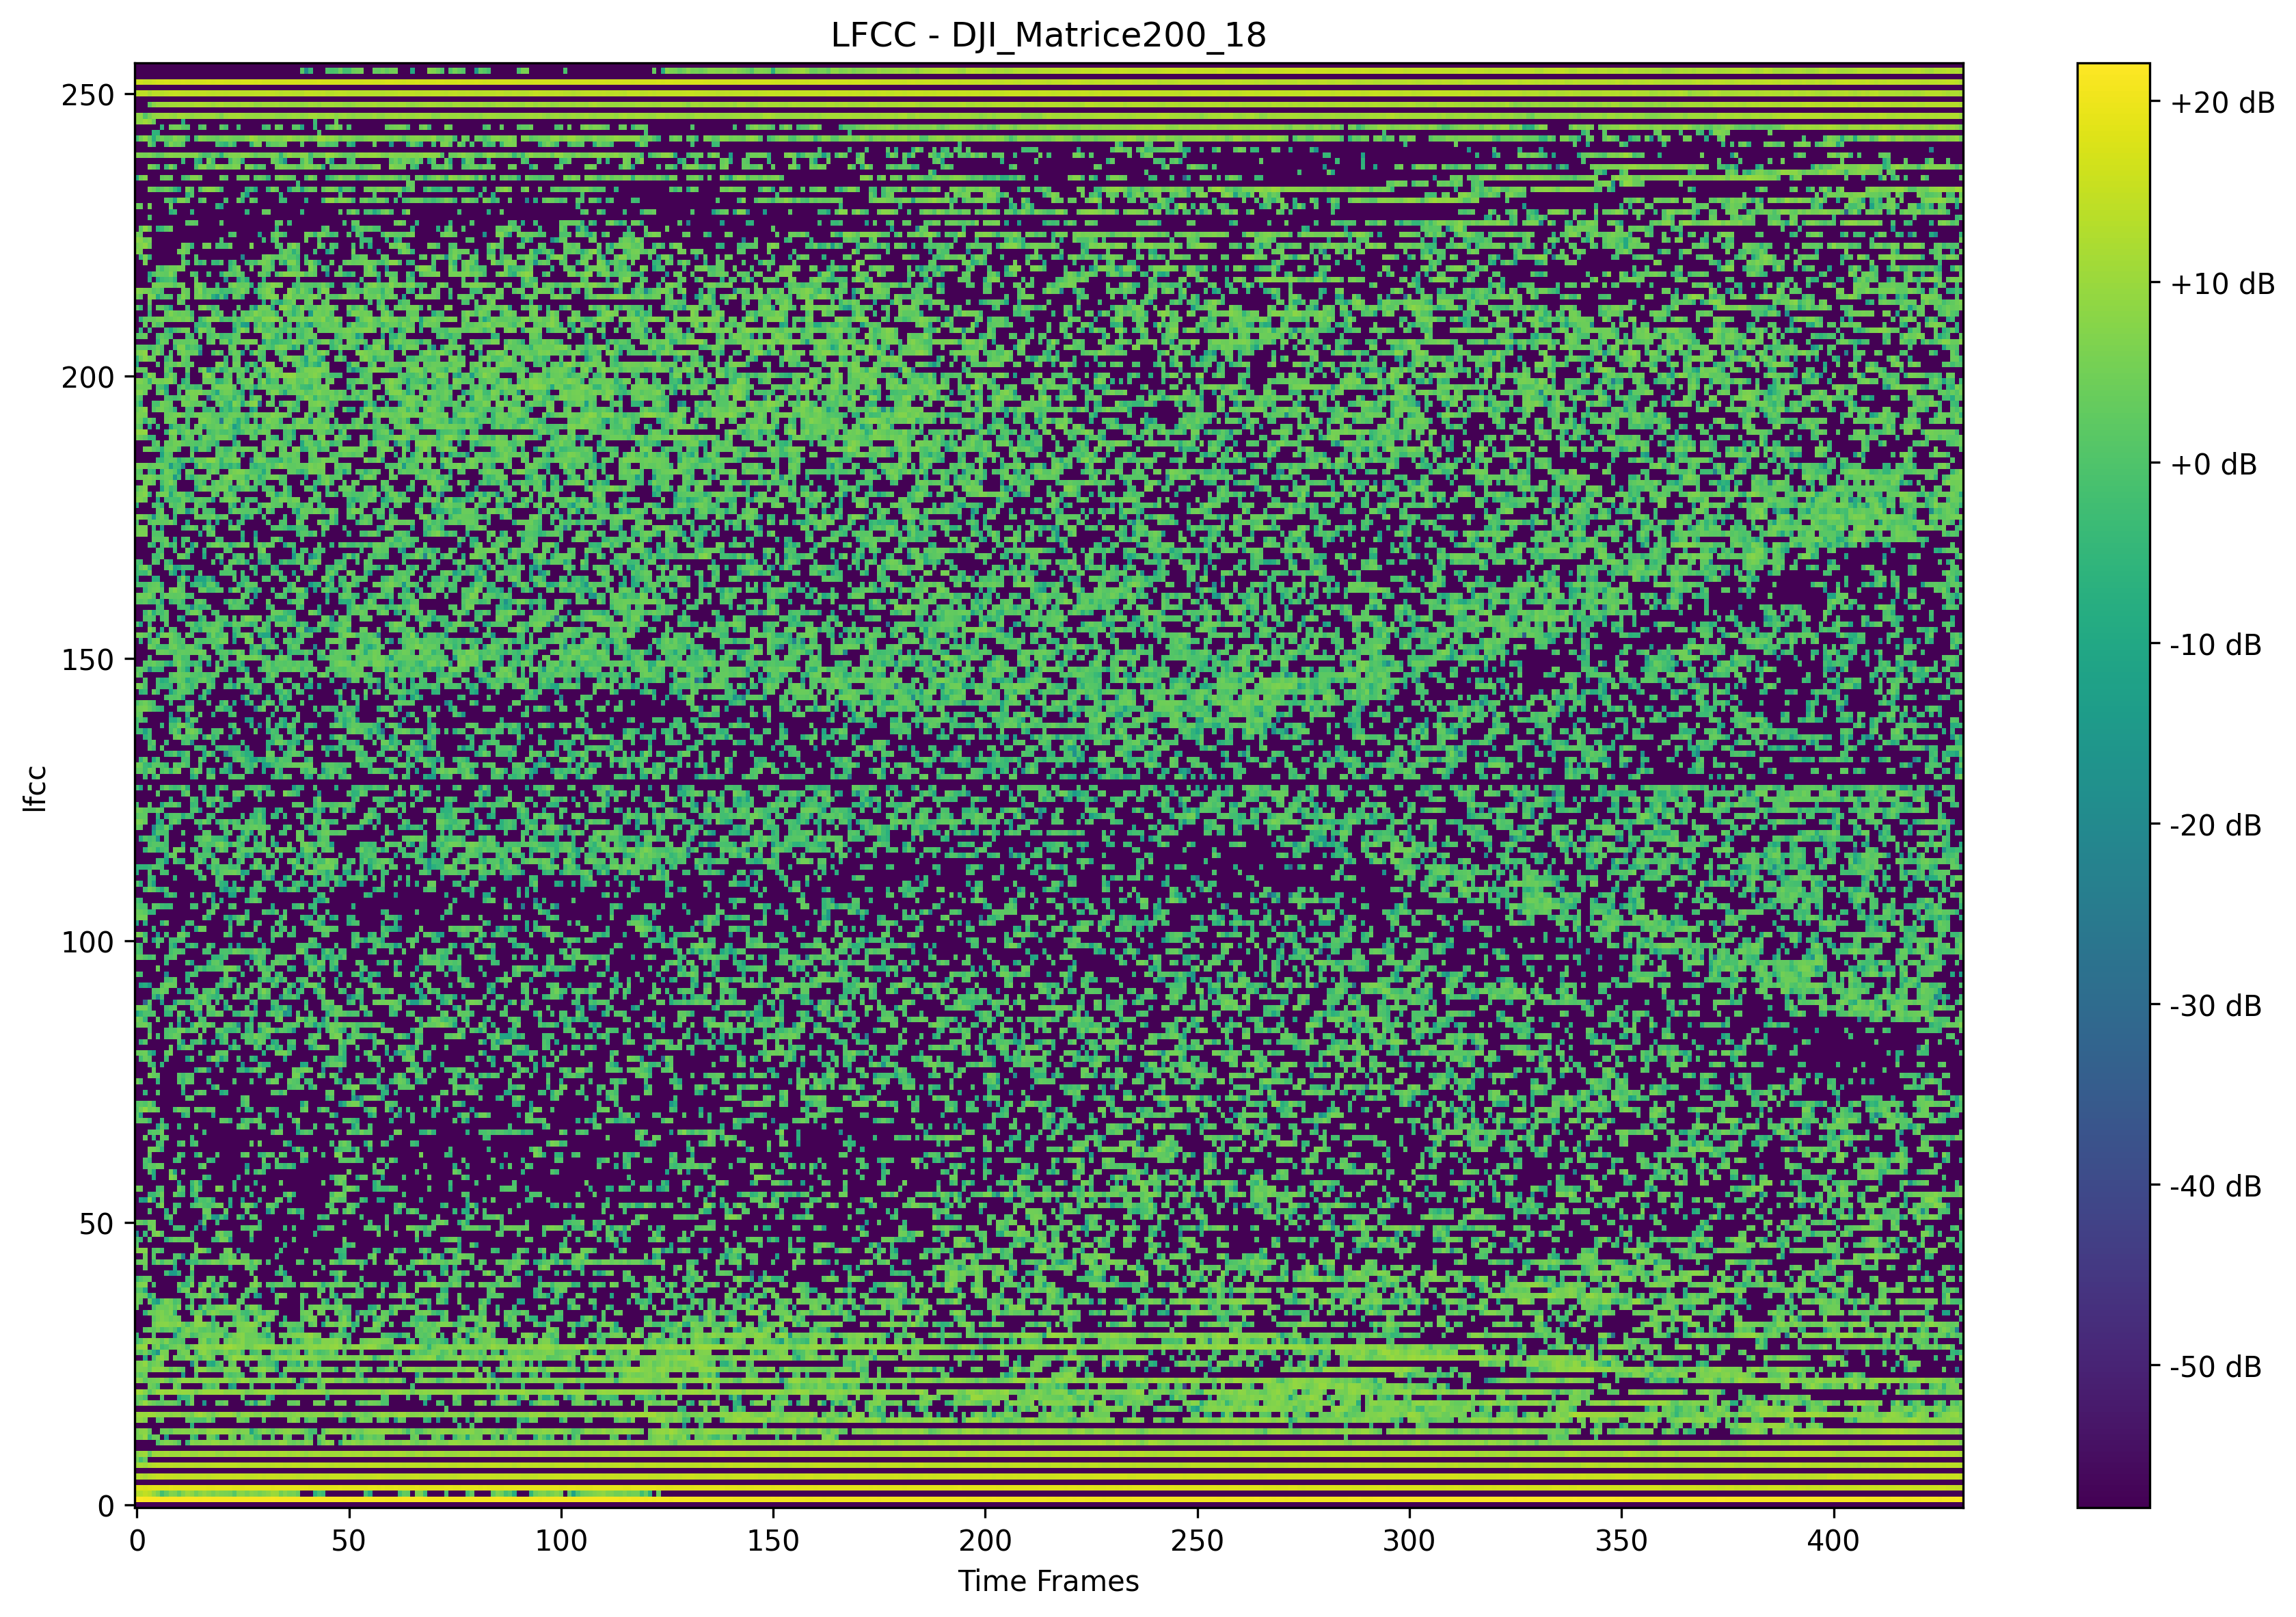 LFCC - DJI_Matrice200_18
250
200
150
100
50
0
lfcc
0
50
100
150
200
250
300
350
400
Time Frames
+20 dB
+10 dB
+0 dB
-10 dB
-20 dB
-30 dB
-40 dB
-50 dB